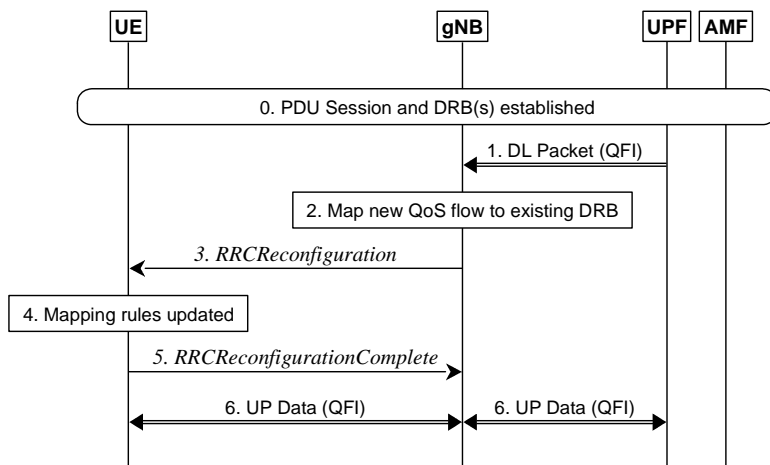 UE
gNB
UPF
AMF
0. PDU Session and DRB(s) established
1. DL Packet (QFI)
2. Map new QoS flow to existing DRB
3. RRCReconfiguration
4. Mapping rules updated
5. RRCReconfigurationComplete
6. UP Data (QFI)
6. UP Data (QFI)